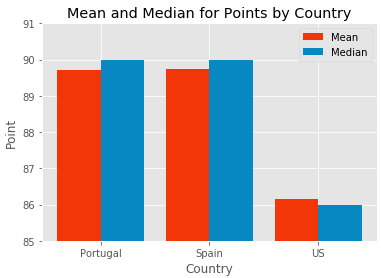 Mean and Median for Points by Country
91
90
89
88
87
86
85
Point
Mean
Median
Portugal
Spain
US
Country